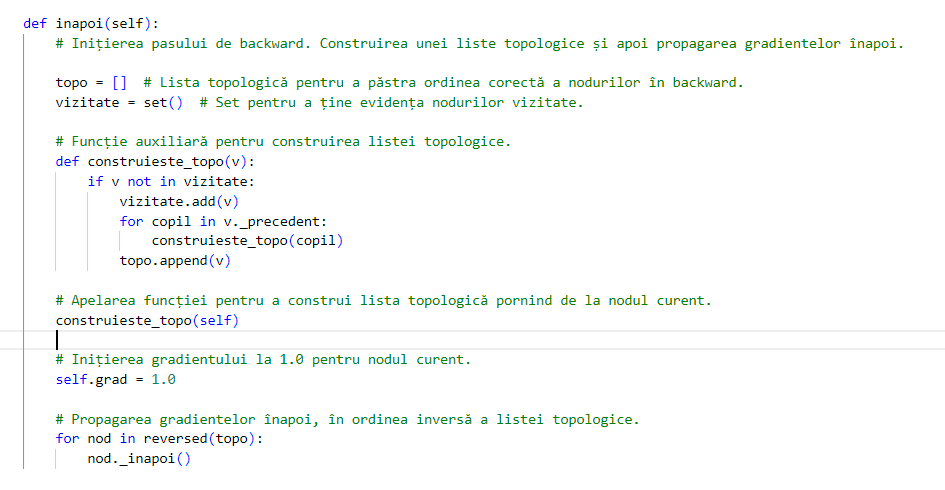 def inapoi(self):
# Inițierea pasului de backward. Construirea unei liste topologice și apoi propagarea gradientelor înapoi.
topo = []  # Lista topologică pentru a păstra ordinea corectă a nodurilor în backward.
vizitate = set()  # Set pentru a ține evidența nodurilor vizitate.
# Funcție auxiliară pentru construirea listei topologice.
def construieste_topo(v):
if v not in vizitate:
vizitate.add(v)
for copil in v._precedent:
construieste_topo(copil)
topo.append(v)
# Apelarea funcției pentru a construi lista topologică pornind de la nodul curent.
construieste_topo(self)
# Inițierea gradientului la 1.0 pentru nodul curent.
self.grad = 1.0
# Propagarea gradientelor înapoi, în ordinea inversă a listei topologice.
for nod in reversed(topo):
nod._inapoi()